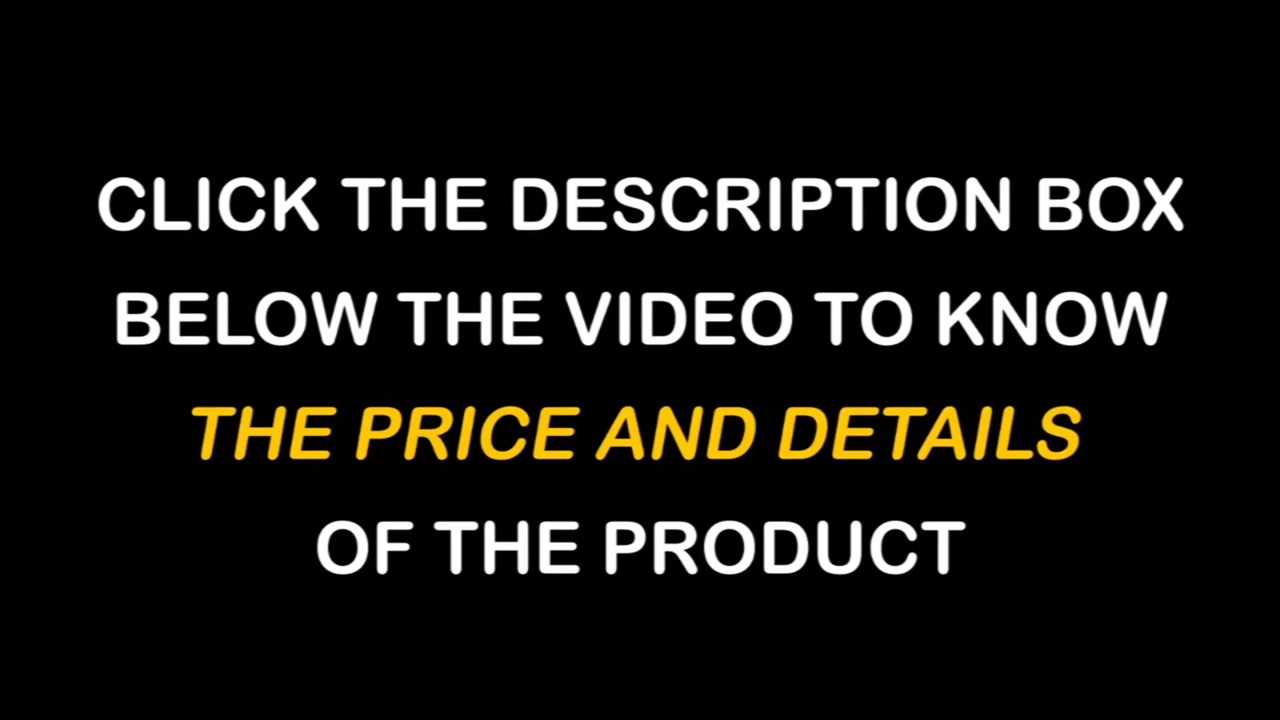 CLICK THE DESCRIPTION BOX
BELOW THE VIDEO TO KNOW
THE PRICE AND DETAILS
OF THE PRODUCT